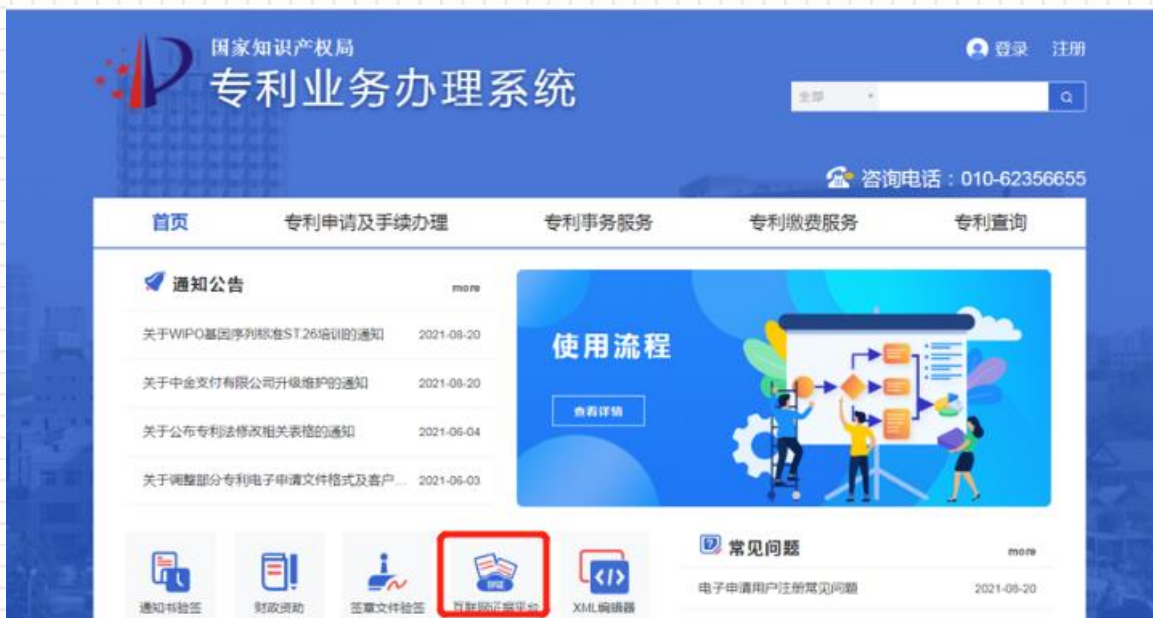 国家知识产权局
专利业务办理系统
登录 注册
全部
咨询电话：010-62356655
首页 专利申请及手续办理 专利事务服务 专利缴费服务 专利查询
通知公告 more
关于WIPO基因序列标准ST.26培训的通知 2021-08-20
关于中金支付有限公司升级维护的通知 2021-08-20
关于公布专利法修改相关表格的通知 2021-06-04
关于调整部分专利电子申请文件格式及客户... 2021-06-03
使用流程
查看详情
通知书验签 财政资助 签章文件验签 互联网证据平台 XML编辑器
常见问题 more
电子申请用户注册常见问题 2021-08-20